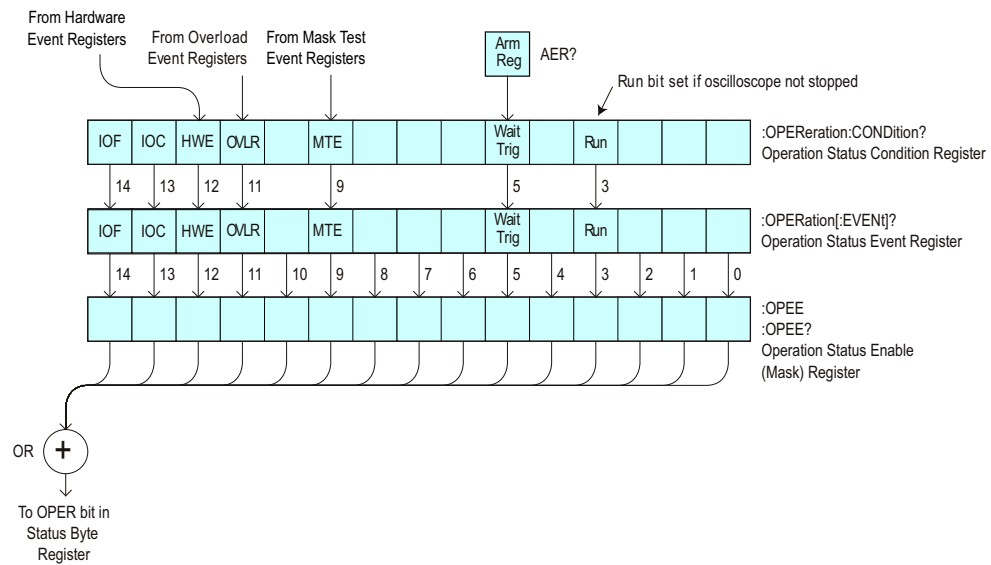 From Hardware
Event Registers
From Overload
Event Registers
From Mask Test
Event Registers
Arm
Reg
AER?
Run bit set if oscilloscope not stopped
IOF IOC HWE OVLR MTE Wait Trig Run
:OPEReration:CONDition?
Operation Status Condition Register
14 13 12 11 9 5 3
IOF IOC HWE OVLR MTE Wait Trig Run
:OPERation[:EVENt]?
Operation Status Event Register
14 13 12 11 10 9 8 7 6 5 4 3 2 1 0
:OPEE
:OPEE?
Operation Status Enable
(Mask) Register
OR +
To OPER bit in
Status Byte
Register